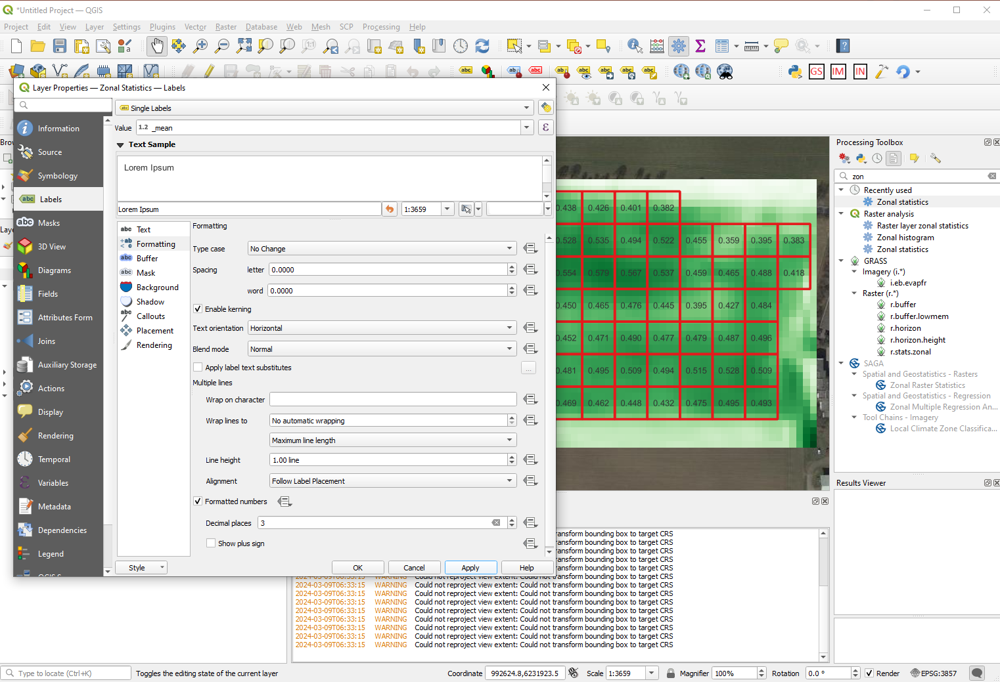 *Untitled Project — QGIS
Project Edit View Layer Settings Plugins Vector Raster Database Web Mesh SCP Processing Help
GS IM IN
Layer Properties — Zonal Statistics — Labels
Single Labels
Value 1.2 _mean
Text Sample
Lorem Ipsum
Lorem Ipsum
1:3659
Information
Source
Symbology
Labels
Masks
3D View
Diagrams
Fields
Attributes Form
Joins
Auxiliary Storage
Actions
Display
Rendering
Temporal
Variables
Metadata
Dependencies
Legend
Text
Formatting
Buffer
Mask
Background
Shadow
Callouts
Placement
Rendering
Formatting
Type case No Change
Spacing letter 0.0000
word 0.0000
Enable kerning
Text orientation Horizontal
Blend mode Normal
Apply label text substitutes
...
Multiple lines
Wrap on character
Wrap lines to No automatic wrapping
Maximum line length
Line height 1.00 line
Alignment Follow Label Placement
Formatted numbers
Decimal places 3
Show plus sign
Style OK Cancel Apply Help
0.438 0.426 0.401 0.382
0.528 0.535 0.494 0.522 0.455 0.359 0.395 0.383
0.554 0.579 0.567 0.537 0.459 0.465 0.488 0.418
0.450 0.465 0.476 0.445 0.395 0.427 0.484
0.452 0.471 0.490 0.477 0.479 0.487 0.496
0.481 0.495 0.509 0.494 0.515 0.528 0.509
0.469 0.462 0.448 0.432 0.475 0.495 0.493
Processing Toolbox
zon
Recently used
Zonal statistics
Raster analysis
Raster layer zonal statistics
Zonal histogram
Zonal statistics
GRASS
Imagery (i.*)
i.eb.evapfr
Raster (r.*)
r.buffer
r.buffer.lowmem
r.horizon
r.horizon.height
r.stats.zonal
SAGA
Spatial and Geostatistics - Rasters
Zonal Raster Statistics
Spatial and Geostatistics - Regression
Zonal Multiple Regression An...
Tool Chains - Imagery
Local Climate Zone Classifica...
Results Viewer
ransform bounding box to target CRS
ransform bounding box to target CRS
ransform bounding box to target CRS
ransform bounding box to target CRS
ransform bounding box to target CRS
2024-03-09T06:33:15 WARNING Could not reproject view extent: Could not transform bounding box to target CRS
2024-03-09T06:33:15 WARNING Could not reproject view extent: Could not transform bounding box to target CRS
2024-03-09T06:33:15 WARNING Could not reproject view extent: Could not transform bounding box to target CRS
2024-03-09T06:33:15 WARNING Could not reproject view extent: Could not transform bounding box to target CRS
2024-03-09T06:33:15 WARNING Could not reproject view extent: Could not transform bounding box to target CRS
2024-03-09T06:33:15 WARNING Could not reproject view extent: Could not transform bounding box to target CRS
2024-03-09T06:33:15 WARNING Could not reproject view extent: Could not transform bounding box to target CRS
2024-03-09T06:33:15 WARNING Could not reproject view extent: Could not transform bounding box to target CRS
2024-03-09T06:33:15 WARNING Could not reproject view extent: Could not transform bounding box to target CRS
Type to locate (Ctrl+K) Toggles the editing state of the current layer Coordinate 992624.8,6231923.5 Scale 1:3659 Magnifier 100% Rotation 0.0 ° Render EPSG:3857